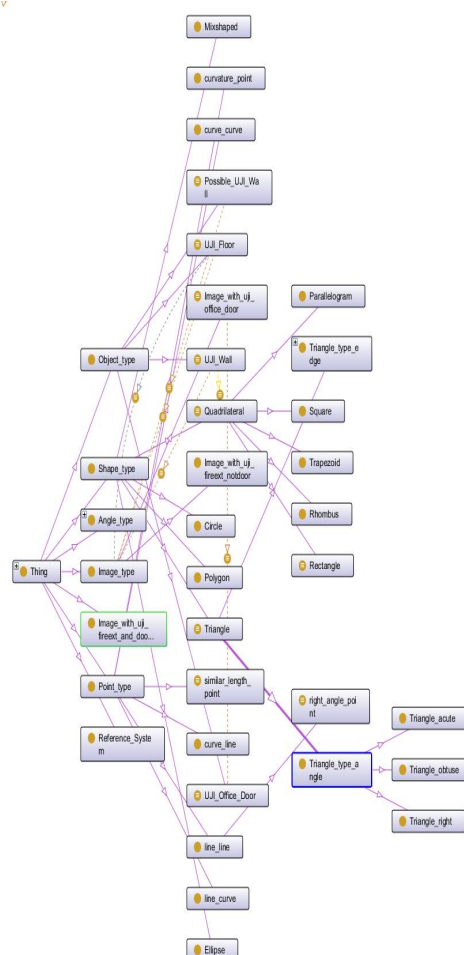 v
Mixshaped
curvature_point
curve_curve
Possible_UJI_Wa
ll
UJI_Floor
Image_with_uji_
office_door
Parallelogram
Object_type
UJI_Wall
Triangle_type_e
dge
Quadrilateral
Square
Shape_type
Image_with_uji_
fireext_notdoor
Trapezoid
Angle_type
Circle
Rhombus
Thing
Image_type
Polygon
Rectangle
Image_with_uji_
fireext_and_doo...
Triangle
Point_type
similar_length_
point
right_angle_poi
nt
Reference_Syste
m
curve_line
Triangle_acute
UJI_Office_Door
Triangle_type_a
ngle
Triangle_obtuse
Triangle_right
line_line
line_curve
Ellipse